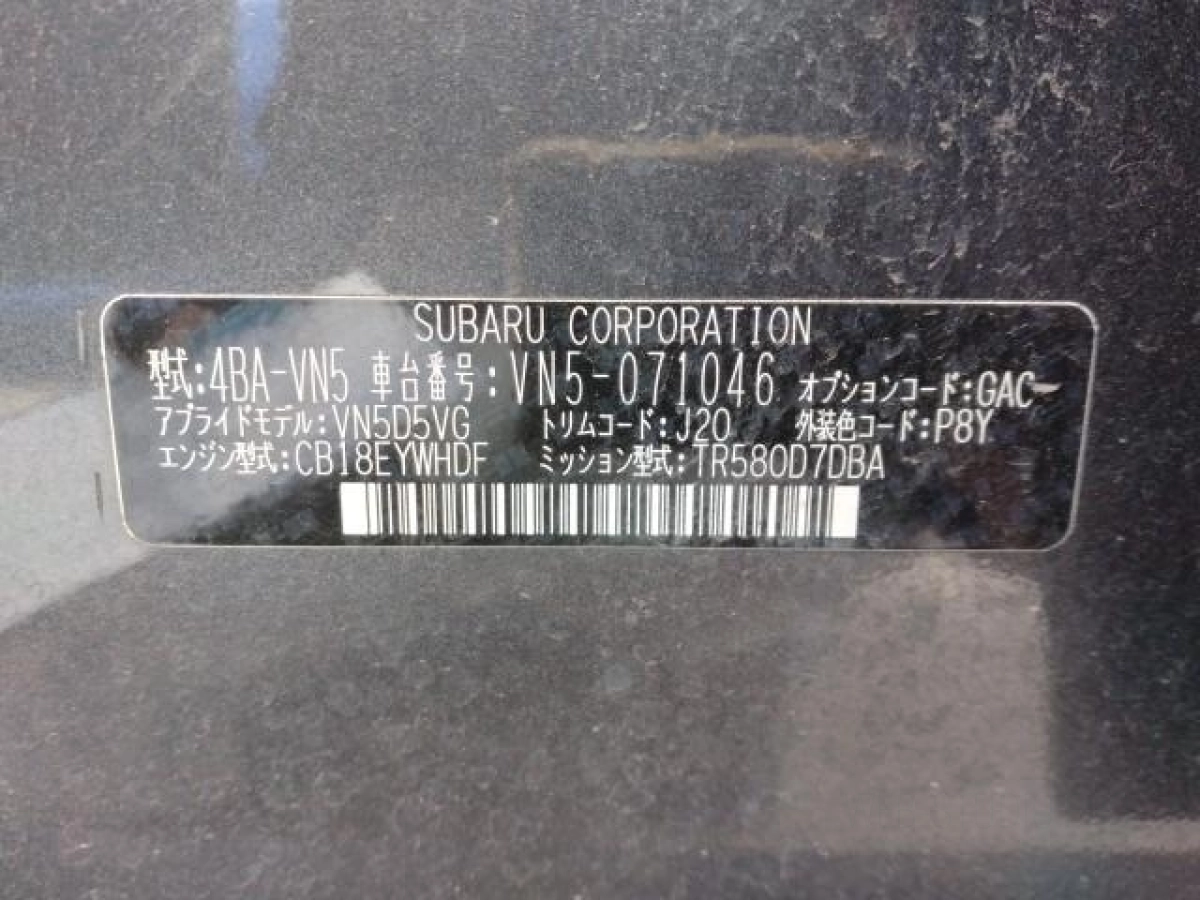 SUBARU CORPORATION
型式:4BA-VN5 車台番号:VN5-071046 オプションコード:GAC
アプライドモデル:VN5D5VG トリムコード:J20 外装色コード:P8Y
エンジン型式:CB18EYWHDF ミッション型式:TR580D7DBA